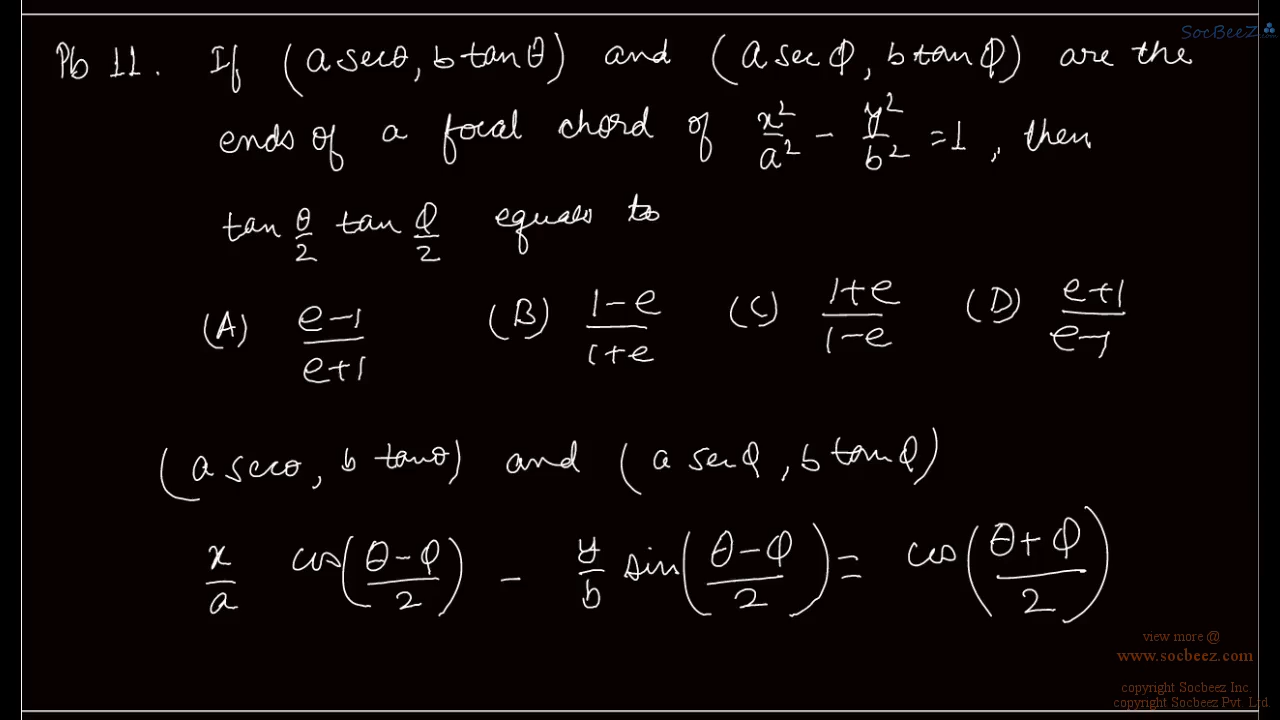 SocBeeZ
Pb 11. If (a secθ, b tanθ) and (a sec φ, b tan φ) are the
ends of a focal chord of x²/a² - y²/b² = 1, then
tan θ/2 tan φ/2 equals to
(A) e-1/e+1 (B) 1-e/1+e (C) 1+e/1-e (D) e+1/e-1
(a secθ, b tanθ) and (a secφ, b tanφ)
x/a cos(θ-φ/2) - y/b sin(θ-φ/2) = cos(θ+φ/2)
view more @
www.socbeez.com
copyright Socbeez Inc.
copyright Socbeez Pvt. Ltd.